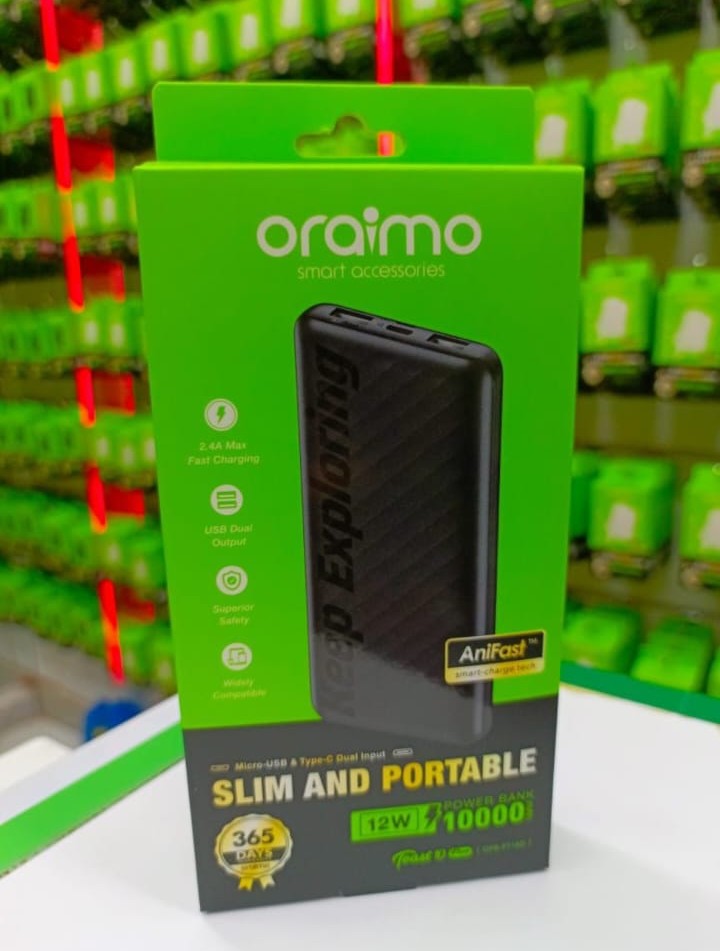 oraimo
smart accessories
Keep Exploring
2.4A Max
Fast Charging
USB Dual
Output
Superior
Safety
Widely
Compatible
AniFast™
smart-charge tech
Micro-USB & Type-C Dual Input
SLIM AND PORTABLE
12W
POWER BANK
10000
365
DAYS
Toast 10